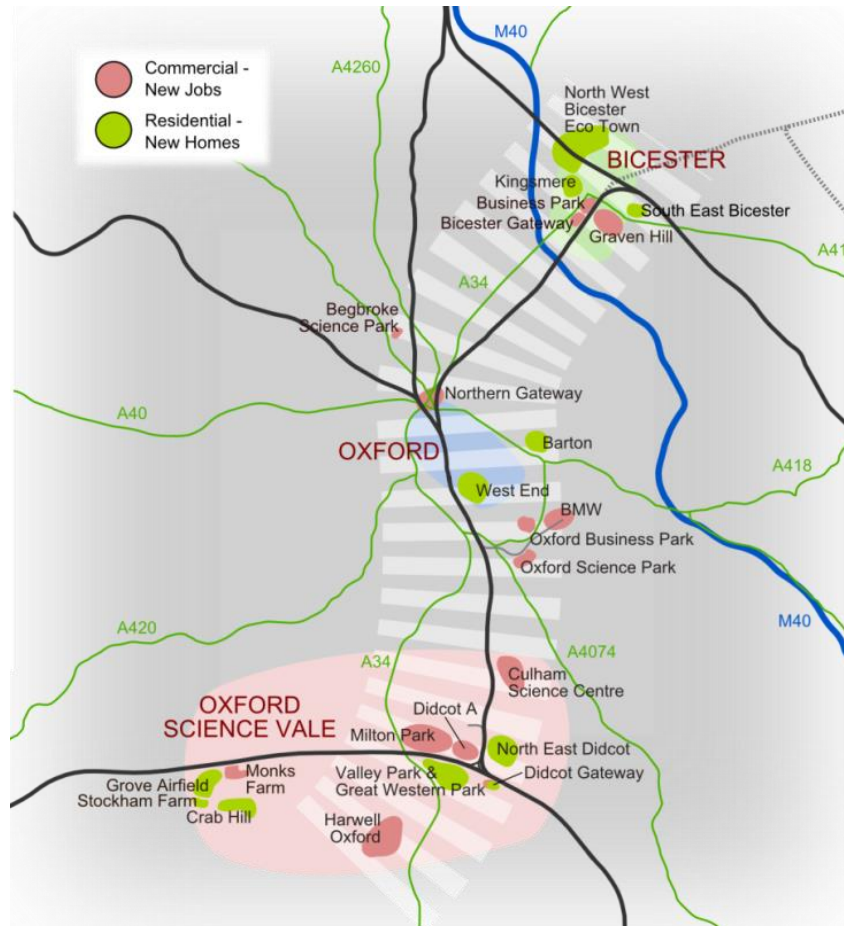 M40
A4260
Commercial -
New Jobs
Residential -
New Homes
North West
Bicester
Eco Town
BICESTER
Kingsmere
Business Park
Bicester Gateway
South East Bicester
Graven Hill
A41
A34
Begbroke
Science Park
Northern Gateway
A40
OXFORD
Barton
A418
West End
BMW
Oxford Business Park
Oxford Science Park
A420
M40
A34
A4074
Culham
Science Centre
OXFORD
SCIENCE VALE
Didcot A
Milton Park
North East Didcot
Monks
Farm
Grove Airfield
Stockham Farm
Crab Hill
Valley Park &
Great Western Park
Didcot Gateway
Harwell
Oxford